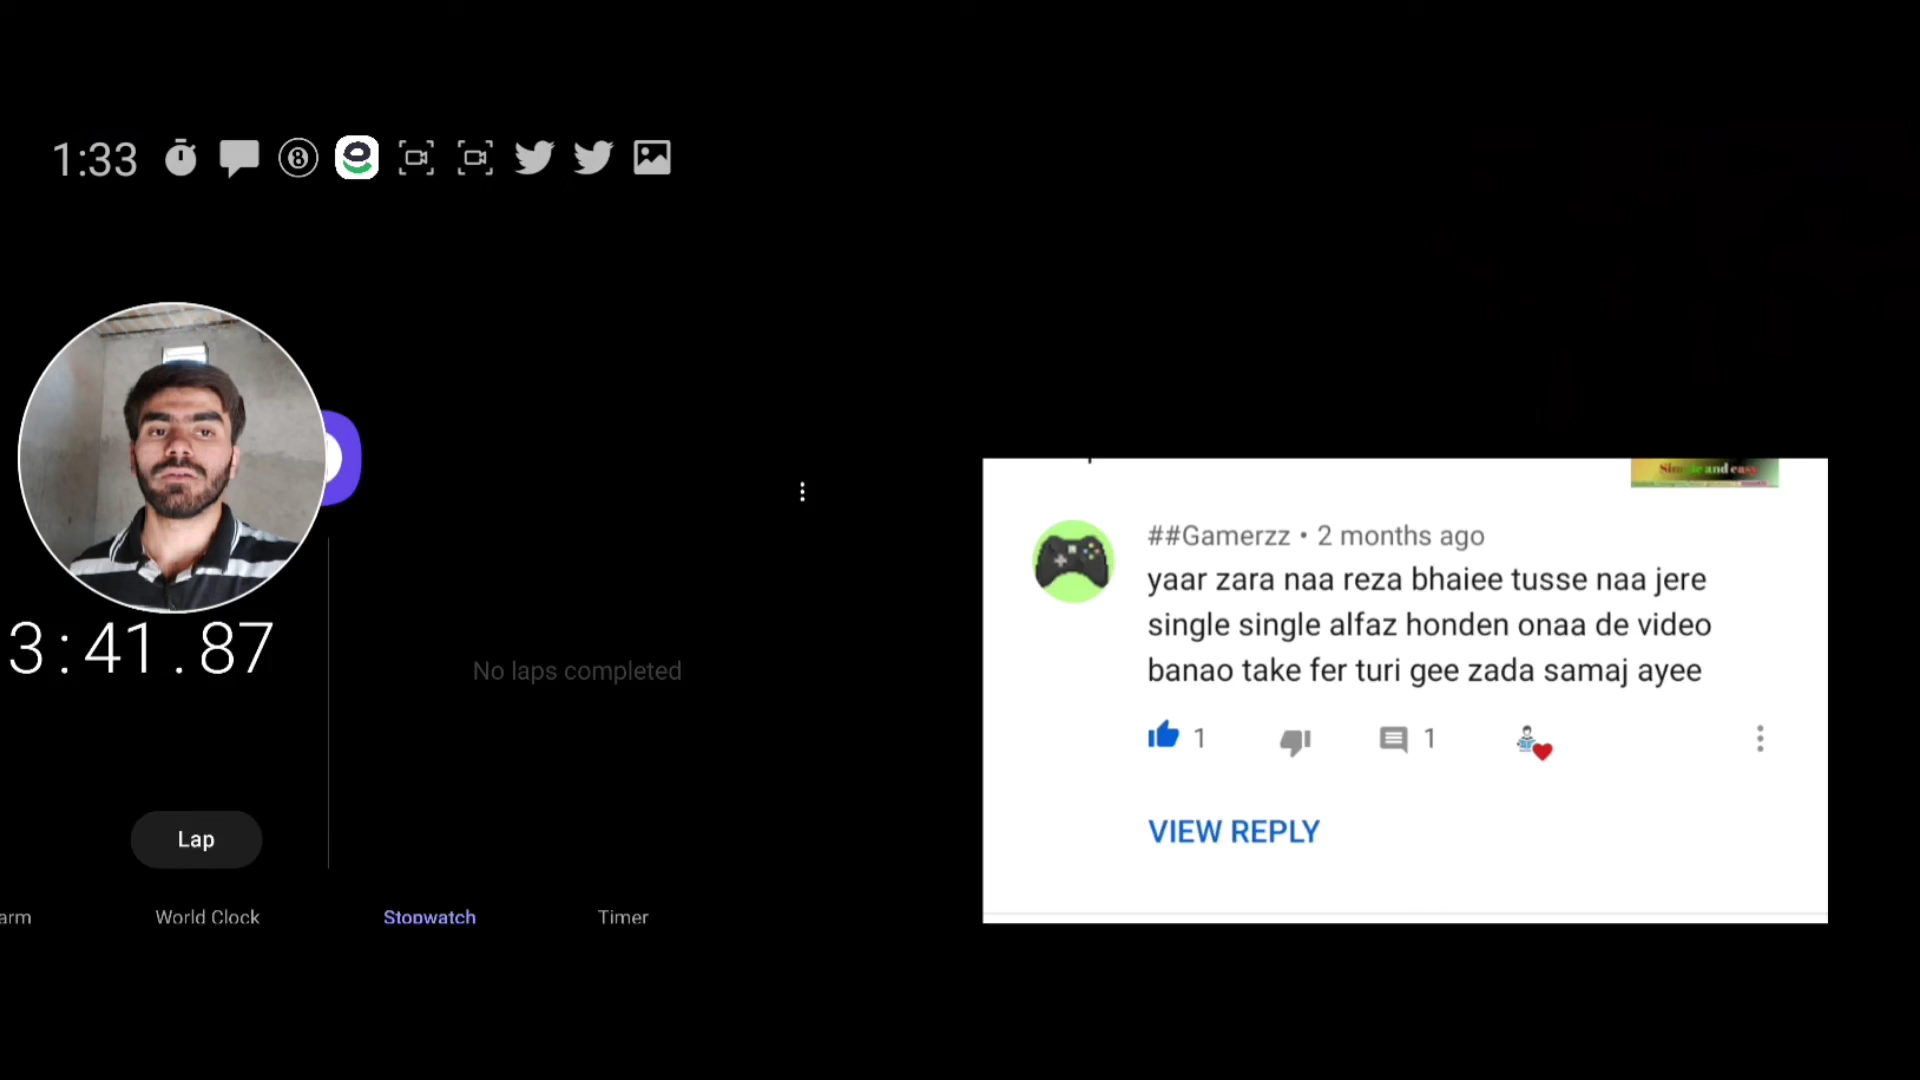 1:33
3:41.87
No laps completed
Lap
arm
World Clock
Stopwatch
Timer
and easy
##Gamerzz • 2 months ago
yaar zara naa reza bhaiee tusse naa jere
single single alfaz honden onaa de video
banao take fer turi gee zada samaj ayee
1
1
VIEW REPLY